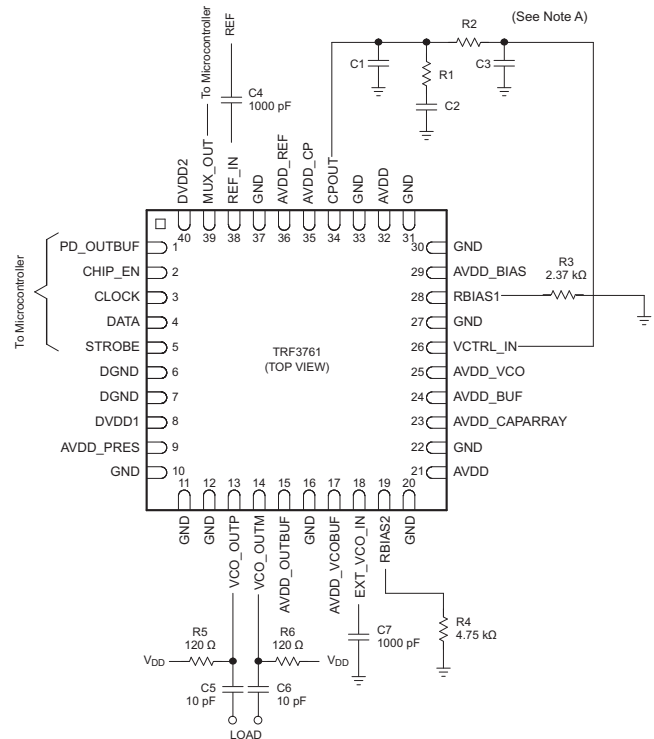 (See Note A)
R2
C1
R1
C3
C2
To Microcontroller
REF
C4
1000 pF
DVDD2
MUX_OUT
REF_IN
GND
AVDD_REF
AVDD_CP
CPOUT
GND
AVDD
GND
40
39
38
37
36
35
34
33
32
31
To Microcontroller
PD_OUTBUF
1
CHIP_EN
2
CLOCK
3
DATA
4
STROBE
5
DGND
6
DGND
7
DVDD1
8
AVDD_PRES
9
GND
10
TRF3761
(TOP VIEW)
30
GND
29
AVDD_BIAS
28
RBIAS1
27
GND
26
VCTRL_IN
25
AVDD_VCO
24
AVDD_BUF
23
AVDD_CAPARRAY
22
GND
21
AVDD
R3
2.37 kΩ
11
12
13
14
15
16
17
18
19
20
GND
GND
VCO_OUTP
VCO_OUTM
AVDD_OUTBUF
GND
AVDD_VCOBUF
EXT_VCO_IN
RBIAS2
GND
R5
120 Ω
R6
120 Ω
VDD
VDD
C5
10 pF
C6
10 pF
LOAD
C7
1000 pF
R4
4.75 kΩ